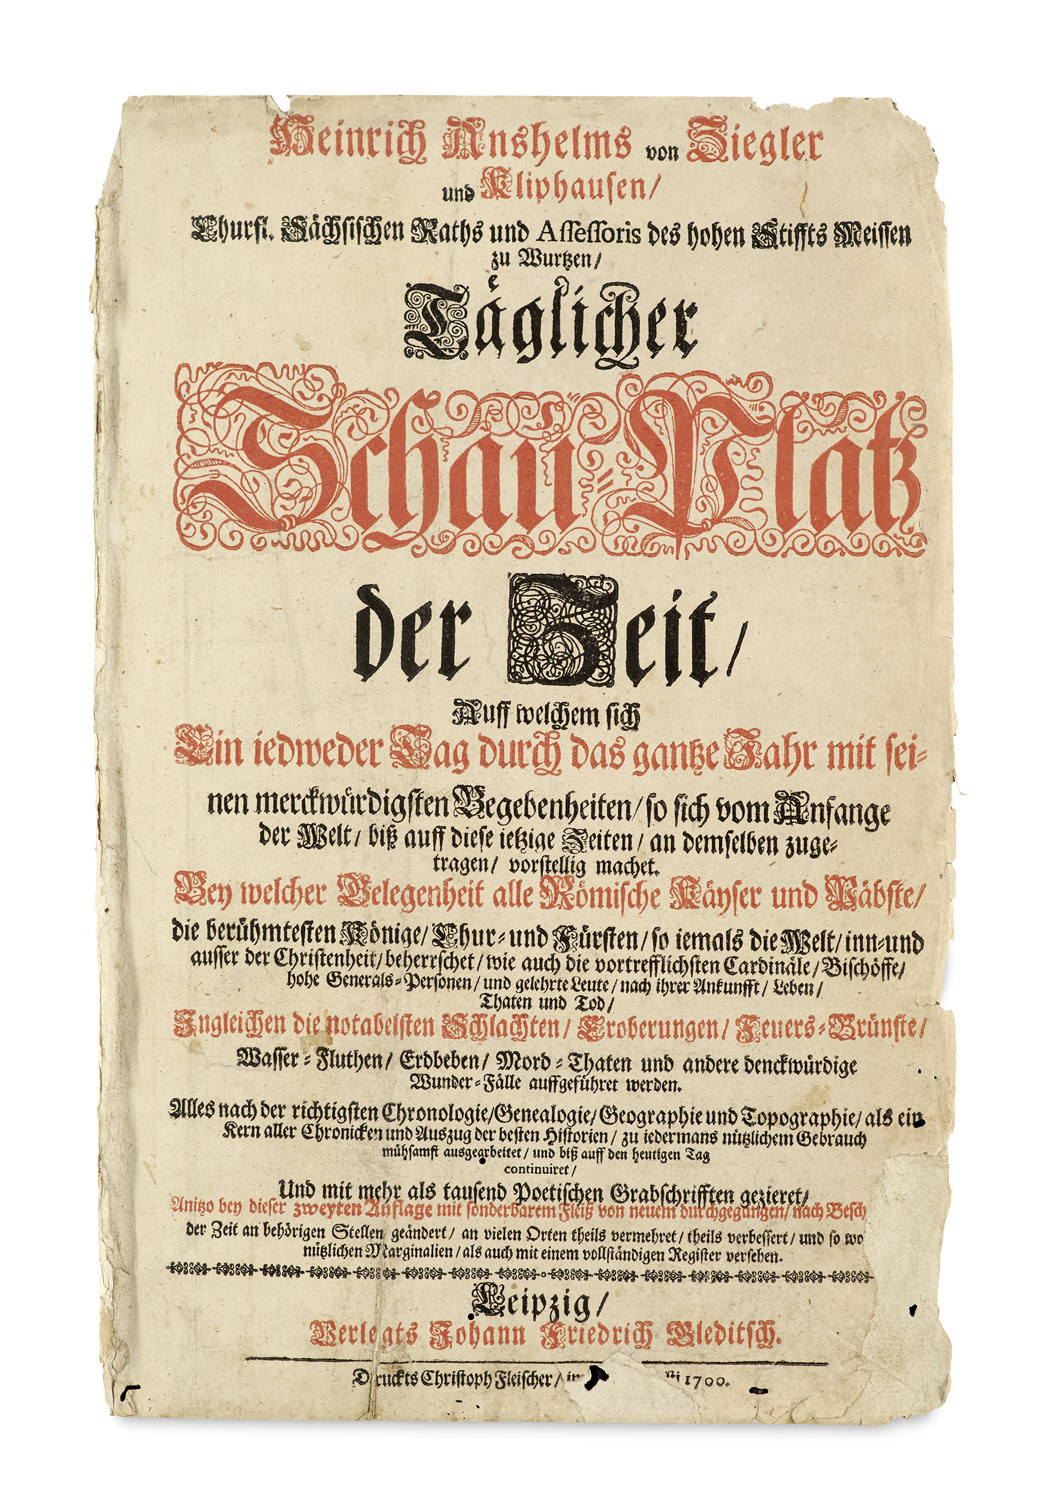 Heinrich Anshelms von Ziegler
und Kliphausen/
Churfl. Sächsischen Raths und Assessoris des hohen Stiffts Meissen
zu Wurtzen/
Täglicher
Schau-Platz
der Zeit/
Auff welchem sich
Ein iedweder Tag durch das gantze Jahr mit sei-
nen merckwürdigsten Begebenheiten/ so sich vom Anfange
der Welt/ biß auff diese ietzige Zeiten/ an demselben zuge-
tragen/ vorstellig machet.
Bey welcher Gelegenheit alle Römische Käyser und Päbste/
die berühmtesten Könige/ Chur- und Fürsten/ so iemals die Welt/ inn- und
ausser der Christenheit/ beherrschet/ wie auch die vortrefflichsten Cardinäle/ Bischöffe/
hohe Generals-Personen/ und gelehrte Leute/ nach ihrer Ankunfft/ Leben/
Thaten und Tod/
Ingleichen die notabelsten Schlachten/ Eroberungen/ Feuers-Brünste/
Wasser-Fluthen/ Erdbeben/ Mord-Thaten und andere denckwürdige
Wunder-Fälle auffgeführet werden.
Alles nach der richtigsten Chronologie/ Genealogie/ Geographie und Topographie/ als ein
Kern aller Chronicken und Auszug der besten Historien/ zu iedermans nützlichem Gebrauch
mühsamst ausgearbeitet/ und biß auff den heutigen Tag
continuiret/
Und mit mehr als tausend Poetischen Grabschrifften gezieret/
Anitzo bey dieser zweyten Auflage mit sonderbarem Fleiß von neuem durchgegangen/ nach Besch
der Zeit an behörigen Stellen geändert/ an vielen Orten theils vermehret/ theils verbessert/ und so wo
nützlichen Marginalien/ als auch mit einem vollständigen Register versehen.
Leipzig/
Verlegts Johann Friedrich Gleditsch.
Druckts Christoph Fleischer/ 1700.